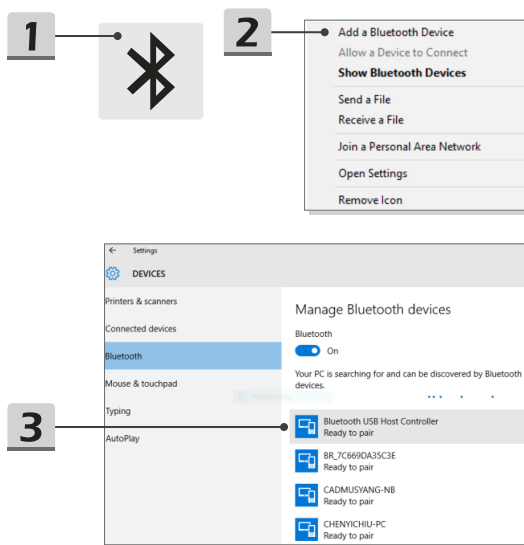 1
2
Add a Bluetooth Device
Allow a Device to Connect
Show Bluetooth Devices
Send a File
Receive a File
Join a Personal Area Network
Open Settings
Remove Icon
Settings
DEVICES
Printers & scanners
Connected devices
Bluetooth
Mouse & touchpad
Typing
AutoPlay
Manage Bluetooth devices
Bluetooth
On
Your PC is searching for and can be discovered by Bluetooth
devices.
3
Bluetooth USB Host Controller
Ready to pair
BR_7C669DA35C3E
Ready to pair
CADMUSYANG-NB
Ready to pair
CHENYICHIU-PC
Ready to pair